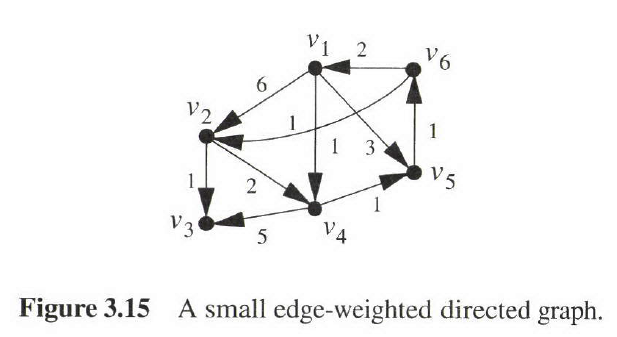 v1 2 v6
6
v2
1
1 3 1
v5
1 2
1
v3 5 v4
Figure 3.15 A small edge-weighted directed graph.